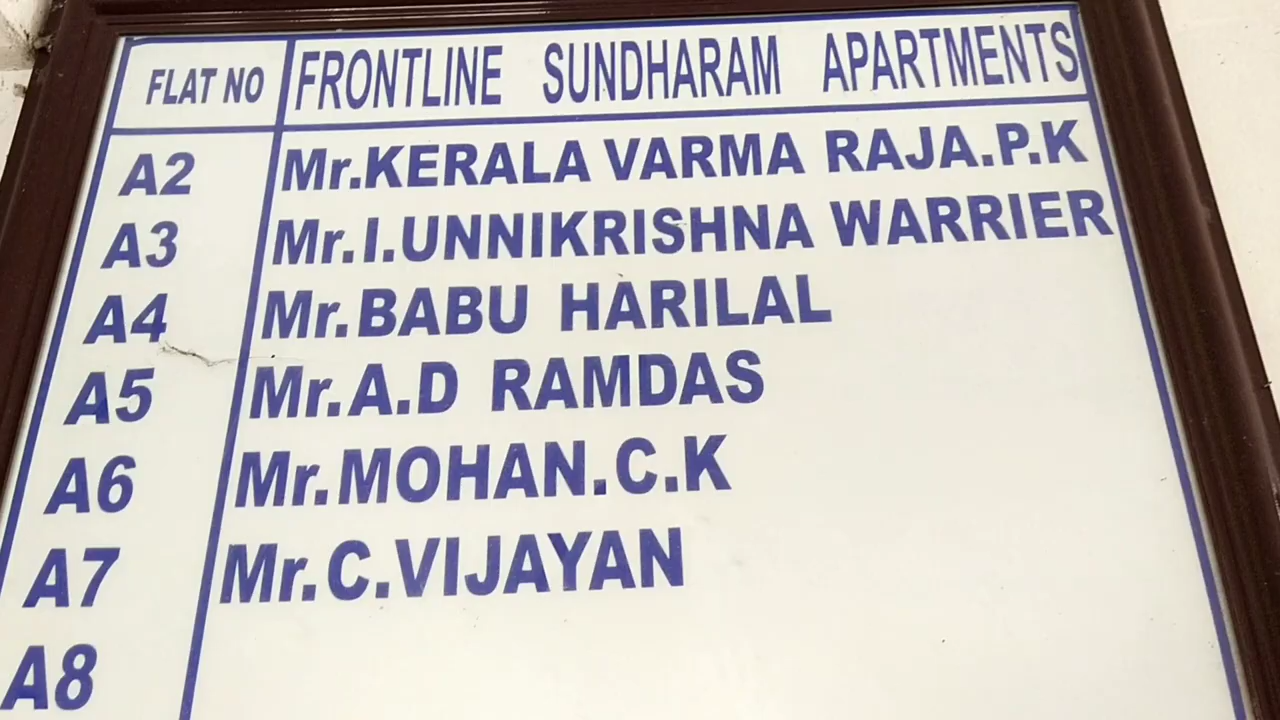 FLAT NO FRONTLINE SUNDHARAM APARTMENTS
A2 Mr.KERALA VARMA RAJA.P.K
A3 Mr.I.UNNIKRISHNA WARRIER
A4 Mr.BABU HARILAL
A5 Mr.A.D RAMDAS
A6 Mr.MOHAN.C.K
A7 Mr.C.VIJAYAN
A8